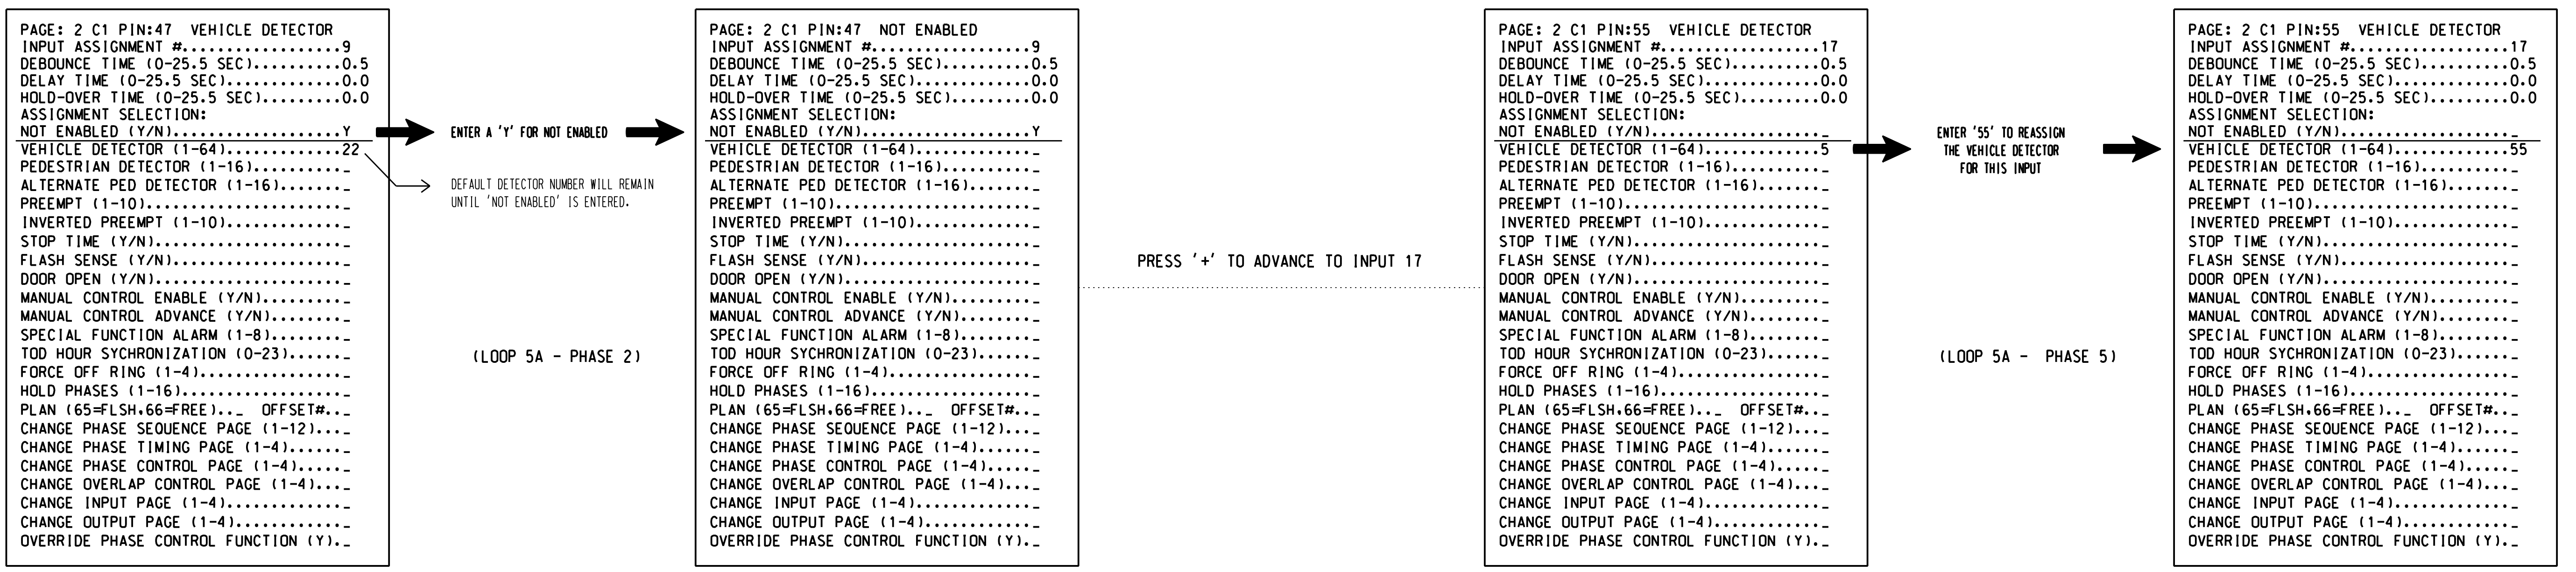 PAGE: 2 C1 PIN:47  VEHICLE DETECTOR
INPUT ASSIGNMENT #..................9
DEBOUNCE TIME (0-25.5 SEC)..........0.5
DELAY TIME (0-25.5 SEC).............0.0
HOLD-OVER TIME (0-25.5 SEC).........0.0
ASSIGNMENT SELECTION:
NOT ENABLED (Y/N)...................Y
VEHICLE DETECTOR (1-64).............22
PEDESTRIAN DETECTOR (1-16).........._
ALTERNATE PED DETECTOR (1-16)......._
PREEMPT (1-10)......................_
INVERTED PREEMPT (1-10)............._
STOP TIME (Y/N)....................._
FLASH SENSE (Y/N)..................._
DOOR OPEN (Y/N)....................._
MANUAL CONTROL ENABLE (Y/N)........._
MANUAL CONTROL ADVANCE (Y/N)........_
SPECIAL FUNCTION ALARM (1-8)........_
TOD HOUR SYCHRONIZATION (0-23)......_
FORCE OFF RING (1-4)................_
HOLD PHASES (1-16).................._
PLAN (65=FLSH,66=FREE).._  OFFSET#.._
CHANGE PHASE SEQUENCE PAGE (1-12)..._
CHANGE PHASE TIMING PAGE (1-4)......_
CHANGE PHASE CONTROL PAGE (1-4)....._
CHANGE OVERLAP CONTROL PAGE (1-4)..._
CHANGE INPUT PAGE (1-4)............._
CHANGE OUTPUT PAGE (1-4)............_
OVERRIDE PHASE CONTROL FUNCTION (Y)._
ENTER A 'Y' FOR NOT ENABLED
DEFAULT DETECTOR NUMBER WILL REMAIN
UNTIL 'NOT ENABLED' IS ENTERED.
(LOOP 5A - PHASE 2)
PAGE: 2 C1 PIN:47  NOT ENABLED
INPUT ASSIGNMENT #..................9
DEBOUNCE TIME (0-25.5 SEC)..........0.5
DELAY TIME (0-25.5 SEC).............0.0
HOLD-OVER TIME (0-25.5 SEC).........0.0
ASSIGNMENT SELECTION:
NOT ENABLED (Y/N)...................Y
VEHICLE DETECTOR (1-64)............._
PEDESTRIAN DETECTOR (1-16).........._
ALTERNATE PED DETECTOR (1-16)......._
PREEMPT (1-10)......................_
INVERTED PREEMPT (1-10)............._
STOP TIME (Y/N)....................._
FLASH SENSE (Y/N)..................._
DOOR OPEN (Y/N)....................._
MANUAL CONTROL ENABLE (Y/N)........._
MANUAL CONTROL ADVANCE (Y/N)........_
SPECIAL FUNCTION ALARM (1-8)........_
TOD HOUR SYCHRONIZATION (0-23)......_
FORCE OFF RING (1-4)................_
HOLD PHASES (1-16).................._
PLAN (65=FLSH,66=FREE).._  OFFSET#.._
CHANGE PHASE SEQUENCE PAGE (1-12)..._
CHANGE PHASE TIMING PAGE (1-4)......_
CHANGE PHASE CONTROL PAGE (1-4)....._
CHANGE OVERLAP CONTROL PAGE (1-4)..._
CHANGE INPUT PAGE (1-4)............._
CHANGE OUTPUT PAGE (1-4)............_
OVERRIDE PHASE CONTROL FUNCTION (Y)._
PRESS '+' TO ADVANCE TO INPUT 17
PAGE: 2 C1 PIN:55  VEHICLE DETECTOR
INPUT ASSIGNMENT #..................17
DEBOUNCE TIME (0-25.5 SEC)..........0.5
DELAY TIME (0-25.5 SEC).............0.0
HOLD-OVER TIME (0-25.5 SEC).........0.0
ASSIGNMENT SELECTION:
NOT ENABLED (Y/N)..................._
VEHICLE DETECTOR (1-64).............5
PEDESTRIAN DETECTOR (1-16).........._
ALTERNATE PED DETECTOR (1-16)......._
PREEMPT (1-10)......................_
INVERTED PREEMPT (1-10)............._
STOP TIME (Y/N)....................._
FLASH SENSE (Y/N)..................._
DOOR OPEN (Y/N)....................._
MANUAL CONTROL ENABLE (Y/N)........._
MANUAL CONTROL ADVANCE (Y/N)........_
SPECIAL FUNCTION ALARM (1-8)........_
TOD HOUR SYCHRONIZATION (0-23)......_
FORCE OFF RING (1-4)................_
HOLD PHASES (1-16).................._
PLAN (65=FLSH,66=FREE).._  OFFSET#.._
CHANGE PHASE SEQUENCE PAGE (1-12)..._
CHANGE PHASE TIMING PAGE (1-4)......_
CHANGE PHASE CONTROL PAGE (1-4)....._
CHANGE OVERLAP CONTROL PAGE (1-4)..._
CHANGE INPUT PAGE (1-4)............._
CHANGE OUTPUT PAGE (1-4)............_
OVERRIDE PHASE CONTROL FUNCTION (Y)._
ENTER '55' TO REASSIGN
THE VEHICLE DETECTOR
FOR THIS INPUT
(LOOP 5A -  PHASE 5)
PAGE: 2 C1 PIN:55  VEHICLE DETECTOR
INPUT ASSIGNMENT #..................17
DEBOUNCE TIME (0-25.5 SEC)..........0.5
DELAY TIME (0-25.5 SEC).............0.0
HOLD-OVER TIME (0-25.5 SEC).........0.0
ASSIGNMENT SELECTION:
NOT ENABLED (Y/N)..................._
VEHICLE DETECTOR (1-64).............55
PEDESTRIAN DETECTOR (1-16).........._
ALTERNATE PED DETECTOR (1-16)......._
PREEMPT (1-10)......................_
INVERTED PREEMPT (1-10)............._
STOP TIME (Y/N)....................._
FLASH SENSE (Y/N)..................._
DOOR OPEN (Y/N)....................._
MANUAL CONTROL ENABLE (Y/N)........._
MANUAL CONTROL ADVANCE (Y/N)........_
SPECIAL FUNCTION ALARM (1-8)........_
TOD HOUR SYCHRONIZATION (0-23)......_
FORCE OFF RING (1-4)................_
HOLD PHASES (1-16).................._
PLAN (65=FLSH,66=FREE).._  OFFSET#.._
CHANGE PHASE SEQUENCE PAGE (1-12)..._
CHANGE PHASE TIMING PAGE (1-4)......_
CHANGE PHASE CONTROL PAGE (1-4)....._
CHANGE OVERLAP CONTROL PAGE (1-4)..._
CHANGE INPUT PAGE (1-4)............._
CHANGE OUTPUT PAGE (1-4)............_
OVERRIDE PHASE CONTROL FUNCTION (Y)._